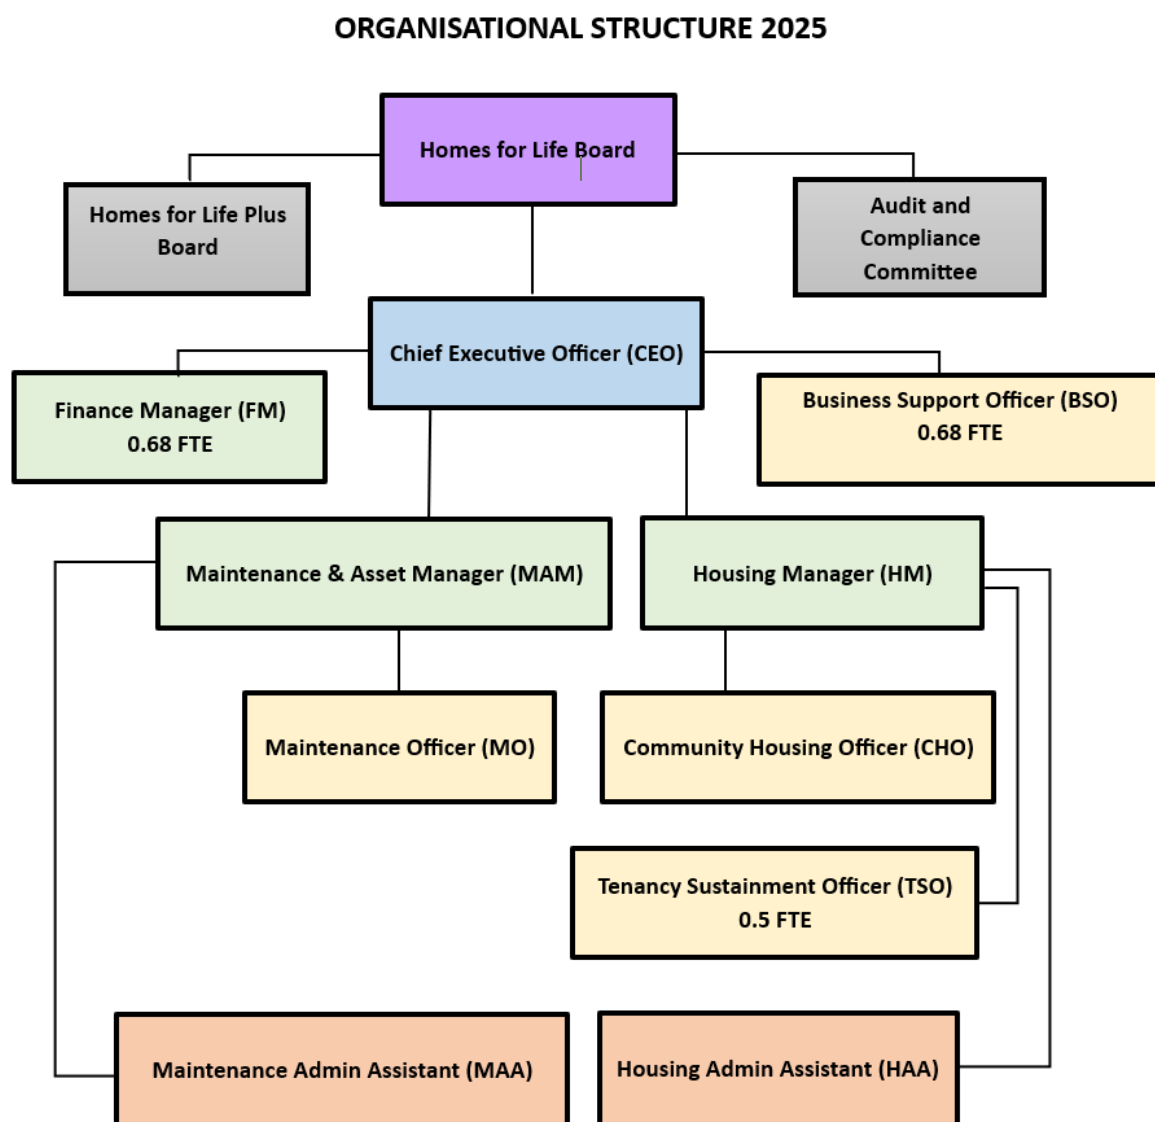 ORGANISATIONAL STRUCTURE 2025
Homes for Life Board
Homes for Life Plus
Board
Audit and
Compliance
Committee
Chief Executive Officer (CEO)
Finance Manager (FM)
0.68 FTE
Business Support Officer (BSO)
0.68 FTE
Maintenance & Asset Manager (MAM)
Housing Manager (HM)
Maintenance Officer (MO)
Community Housing Officer (CHO)
Tenancy Sustainment Officer (TSO)
0.5 FTE
Maintenance Admin Assistant (MAA)
Housing Admin Assistant (HAA)